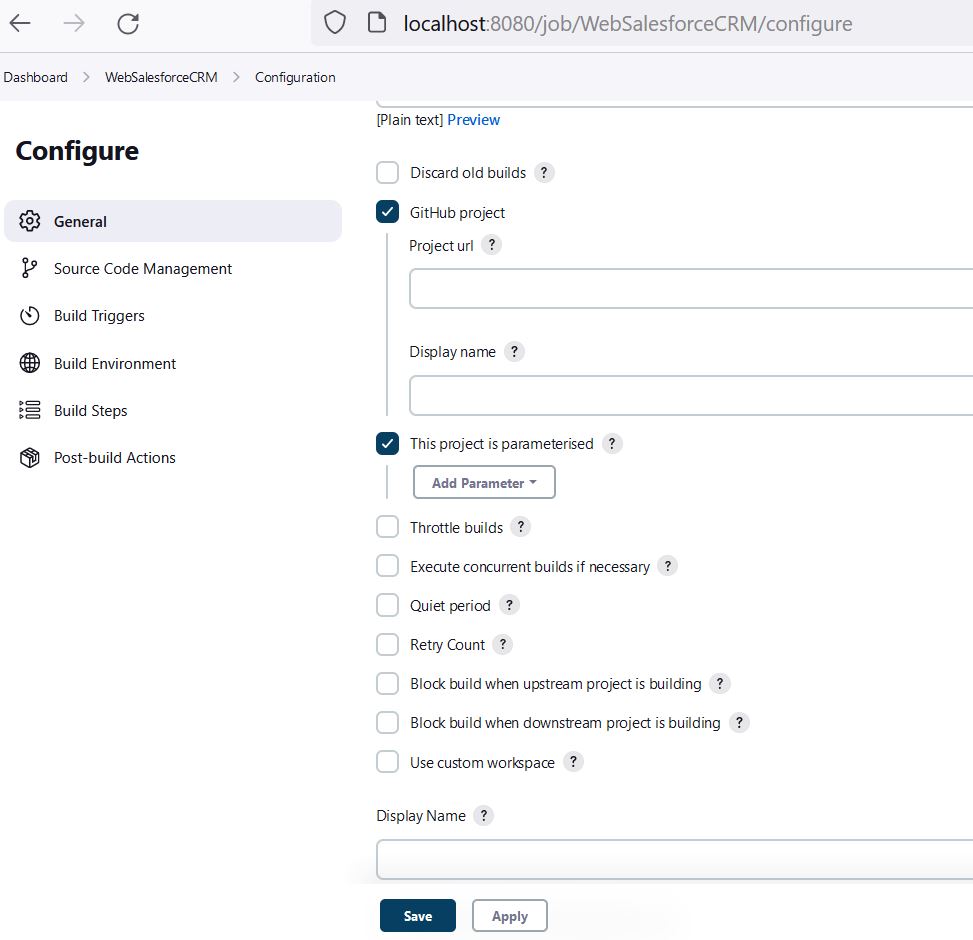 localhost:8080/job/WebSalesforceCRM/configure
Dashboard > WebSalesforceCRM > Configuration
Configure
General
Source Code Management
Build Triggers
Build Environment
Build Steps
Post-build Actions
[Plain text] Preview
Discard old builds ?
GitHub project
Project url ?
Display name ?
This project is parameterised ?
Add Parameter
Throttle builds ?
Execute concurrent builds if necessary ?
Quiet period ?
Retry Count ?
Block build when upstream project is building ?
Block build when downstream project is building ?
Use custom workspace ?
Display Name ?
Save Apply